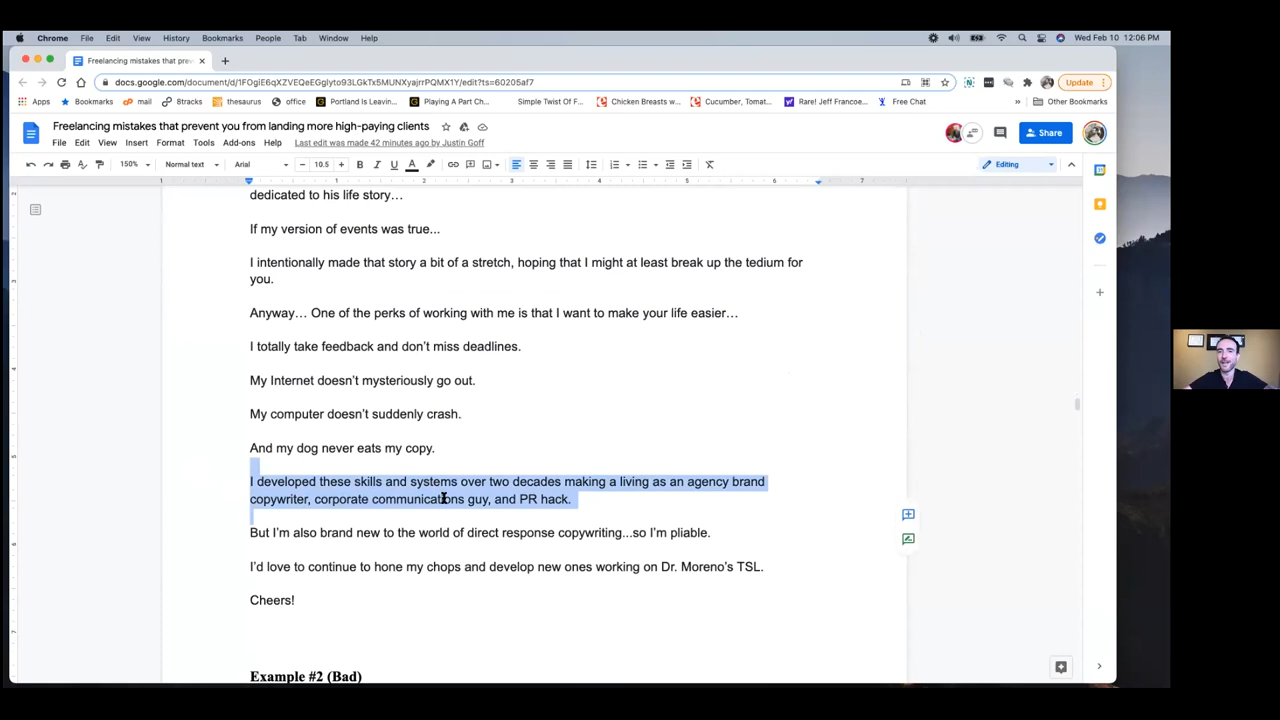 Chrome File Edit View History Bookmarks People Tab Window Help Wed Feb 10 12:06 PM
Freelancing mistakes that prev
docs.google.com/document/d/1FOgiE6qXZVEQeEGglyto93LGkTx5MUNXyajrrPQMX1Y/edit?ts=60205af7 Update
Apps Bookmarks mail 8tracks thesaurus office Portland Is Leavin... Playing A Part Ch... Simple Twist Of F... Chicken Breasts w... Cucumber, Tomat... Rare! Jeff Francoe... Free Chat » Other Bookmarks
Freelancing mistakes that prevent you from landing more high-paying clients
File Edit View Insert Format Tools Add-ons Help Last edit was made 42 minutes ago by Justin Goff Share
150% Normal text Arial 10.5 Editing
1 1 2 3 4 5 6 7
dedicated to his life story…
If my version of events was true...
I intentionally made that story a bit of a stretch, hoping that I might at least break up the tedium for
you.
Anyway… One of the perks of working with me is that I want to make your life easier…
I totally take feedback and don’t miss deadlines.
My Internet doesn’t mysteriously go out.
My computer doesn’t suddenly crash.
And my dog never eats my copy.
I developed these skills and systems over two decades making a living as an agency brand
copywriter, corporate communications guy, and PR hack.
But I’m also brand new to the world of direct response copywriting...so I’m pliable.
I’d love to continue to hone my chops and develop new ones working on Dr. Moreno’s TSL.
Cheers!
Example #2 (Bad)